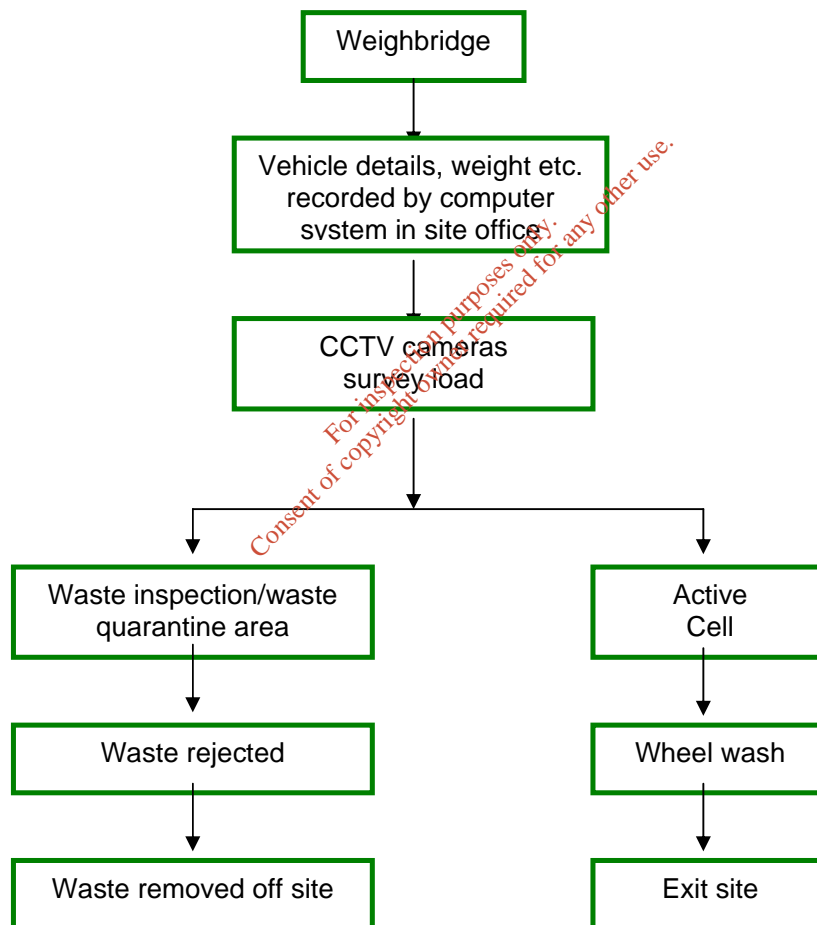 Weighbridge
Vehicle details, weight etc.
recorded by computer
system in site office
CCTV cameras
survey load
For inspection purposes only.
Consent of copyright owner required for any other use.
Waste inspection/waste
quarantine area
Active
Cell
Waste rejected
Wheel wash
Waste removed off site
Exit site